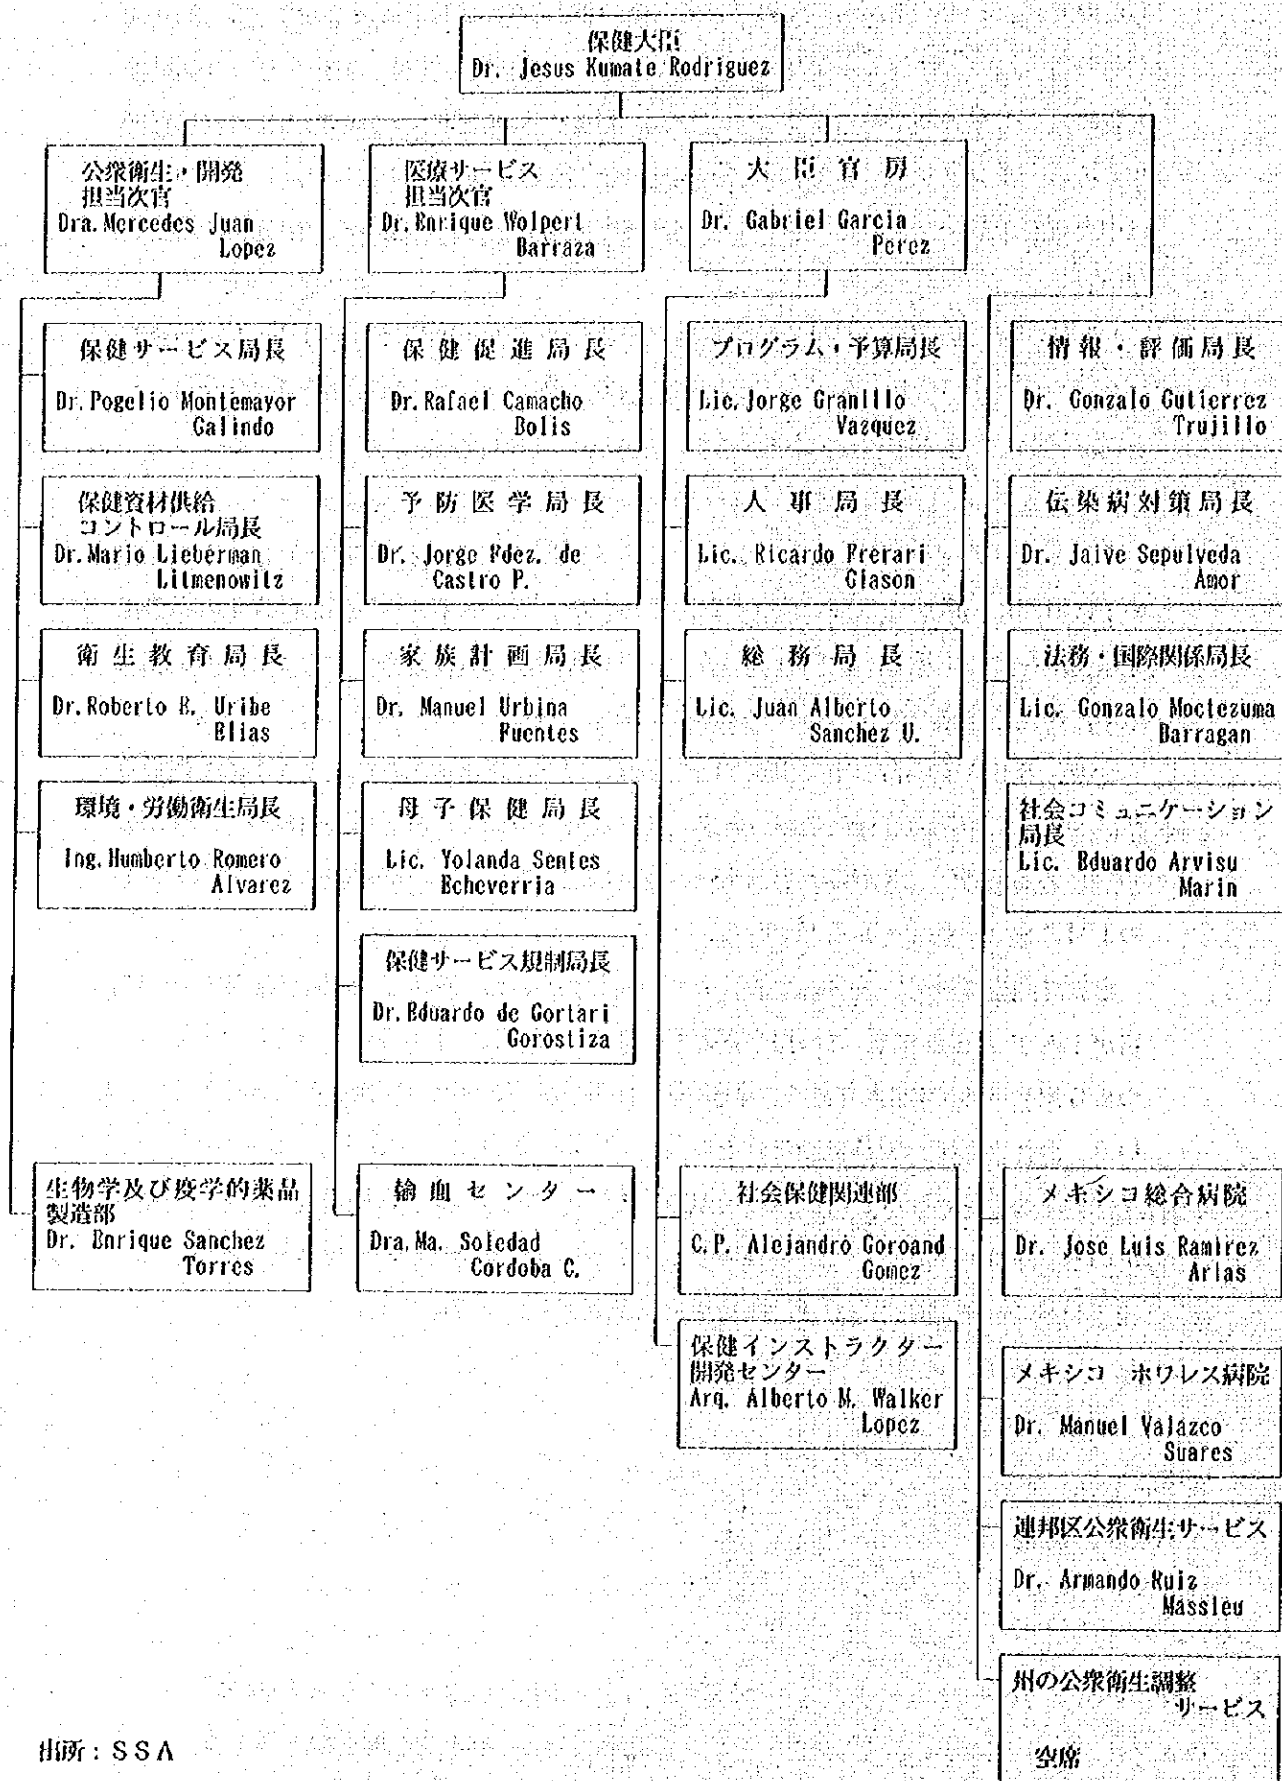 保健大臣
Dr. Jesus Kumate Rodriguez
公衆衛生・開発
担当次官
Dra. Mercedes Juan
Lopez
医療サービス
担当次官
Dr. Enrique Wolpert
Barraza
大臣官房
Dr. Gabriel Garcia
Perez
保健サービス局長
Dr. Pogelio Montemayor
Galindo
保健資材供給
コントロール局長
Dr. Mario Lieberman
Litmenowitz
衛生教育局長
Dr. Roberto R. Uribe
Elias
環境・労働衛生局長
Ing. Humberto Romero
Alvarez
生物学及び疫学的薬品
製造部
Dr. Enrique Sanchez
Torres
保健促進局長
Dr. Rafael Camacho
Bolis
予防医学局長
Dr. Jorge Fdez. de
Castro P.
家族計画局長
Dr. Manuel Urbina
Fuentes
母子保健局長
Lic. Yolanda Sentes
Echeverria
保健サービス規制局長
Dr. Eduardo de Gortari
Gorostiza
輸血センター
Dra. Ma. Soledad
Cordoba C.
プログラム・予算局長
Lic. Jorge Granillo
Vazquez
人事局長
Lic. Ricardo Frerari
Glason
総務局長
Lic. Juan Alberto
Sanchez U.
社会保健関連部
C.P. Alejandro Goroand
Gomez
保健インストラクター
開発センター
Arq. Alberto M. Walker
Lopez
情報・評価局長
Dr. Gonzalo Gutierrez
Trujillo
伝染病対策局長
Dr. Jaive Sepulveda
Amor
法務・国際関係局長
Lic. Gonzalo Moctezuma
Barragan
社会コミュニケーション
局長
Lic. Eduardo Arvisu
Marin
メキシコ総合病院
Dr. Jose Luis Ramirez
Arias
メキシコ ホワレス病院
Dr. Manuel Valazco
Suares
連邦区公衆衛生サービス
Dr. Armando Ruiz
Massieu
州の公衆衛生調整
サービス
空席
出所：SSA